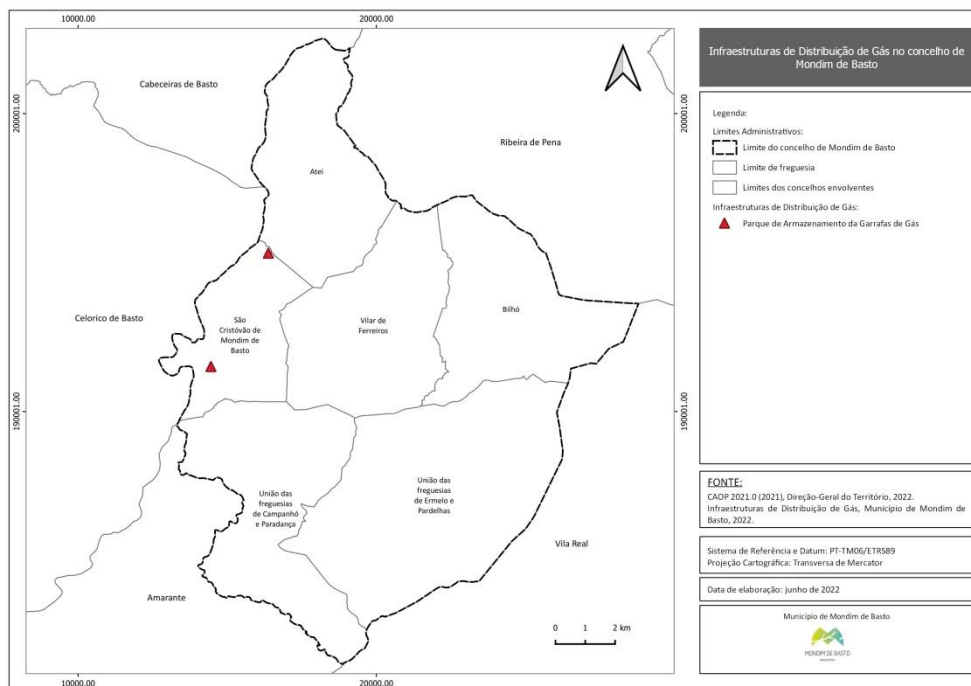 10000.00
20000.00
200001.00
200001.00
190001.00
190001.00
Cabeceiras de Basto
Ribeira de Pena
Atei
Celorico de Basto
São
Cristóvão de
Mondim de
Basto
Vilar de
Ferreiros
Bilhó
União das
freguesias
de Campanhó
e Paradança
União das
freguesias
de Ermelo e
Pardelhas
Vila Real
Amarante
0 1 2 km
10000.00
20000.00
Infraestruturas de Distribuição de Gás no concelho de
Mondim de Basto
Legenda:
Limites Administrativos:
Limite do concelho de Mondim de Basto
Limite de freguesia
Limites dos concelhos envolventes
Infraestruturas de Distribuição de Gás:
Parque de Armazenamento da Garrafas de Gás
FONTE:
CAOP 2021.0 (2021), Direção-Geral do Território, 2022.
Infraestruturas de Distribuição de Gás, Município de Mondim de
Basto, 2022.
Sistema de Referência e Datum: PT-TM06/ETRS89
Projeção Cartográfica: Transversa de Mercator
Data de elaboração: junho de 2022
Município de Mondim de Basto
MONDIM DE BASTO